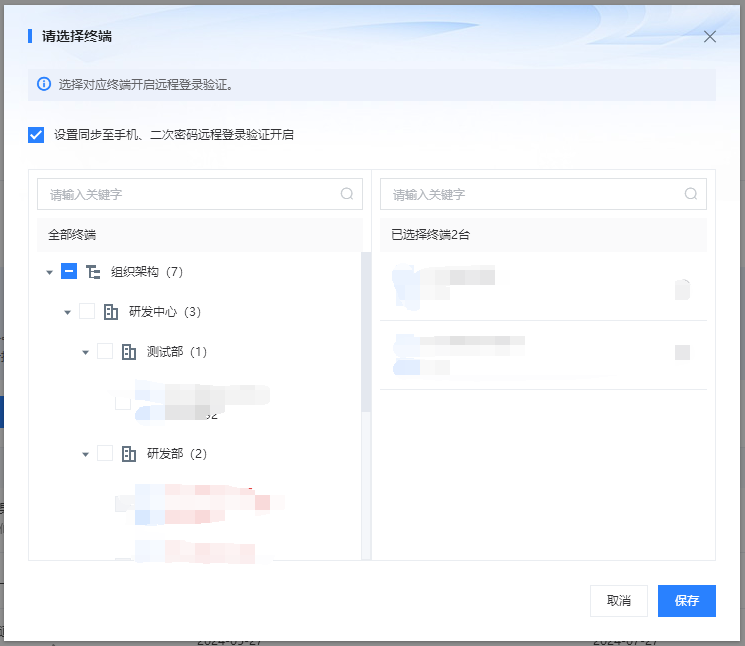 请选择终端
选择对应终端开启远程登录验证。
设置同步至手机、二次密码远程登录验证开启
请输入关键字
请输入关键字
全部终端
已选择终端2台
组织架构（7）
研发中心（3）
测试部（1）
研发部（2）
取消
保存